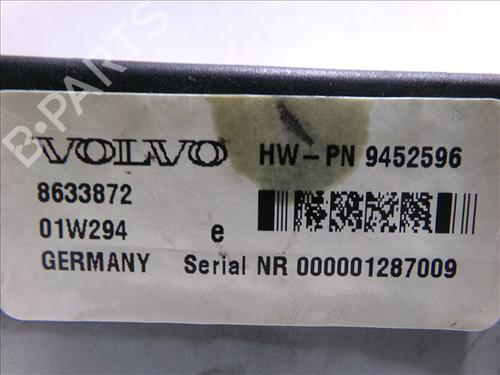 B-PARTS
VOLVO HW-PN 9452596
8633872
01W294 e
GERMANY Serial NR 000001287009